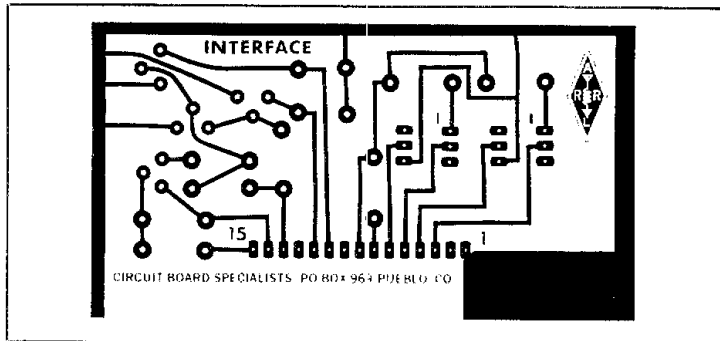 INTERFACE
A
R R
L
1 1
15 1
CIRCUIT BOARD SPECIALISTS PO BOX 969 PUEBLO, CO